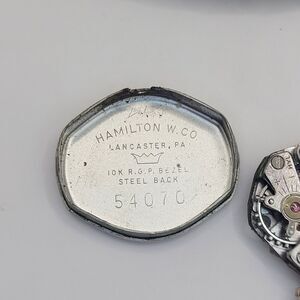 HAMILTON W. CO
LANCASTER, PA
10K R.G.P. BEZEL
STEEL BACK
54070